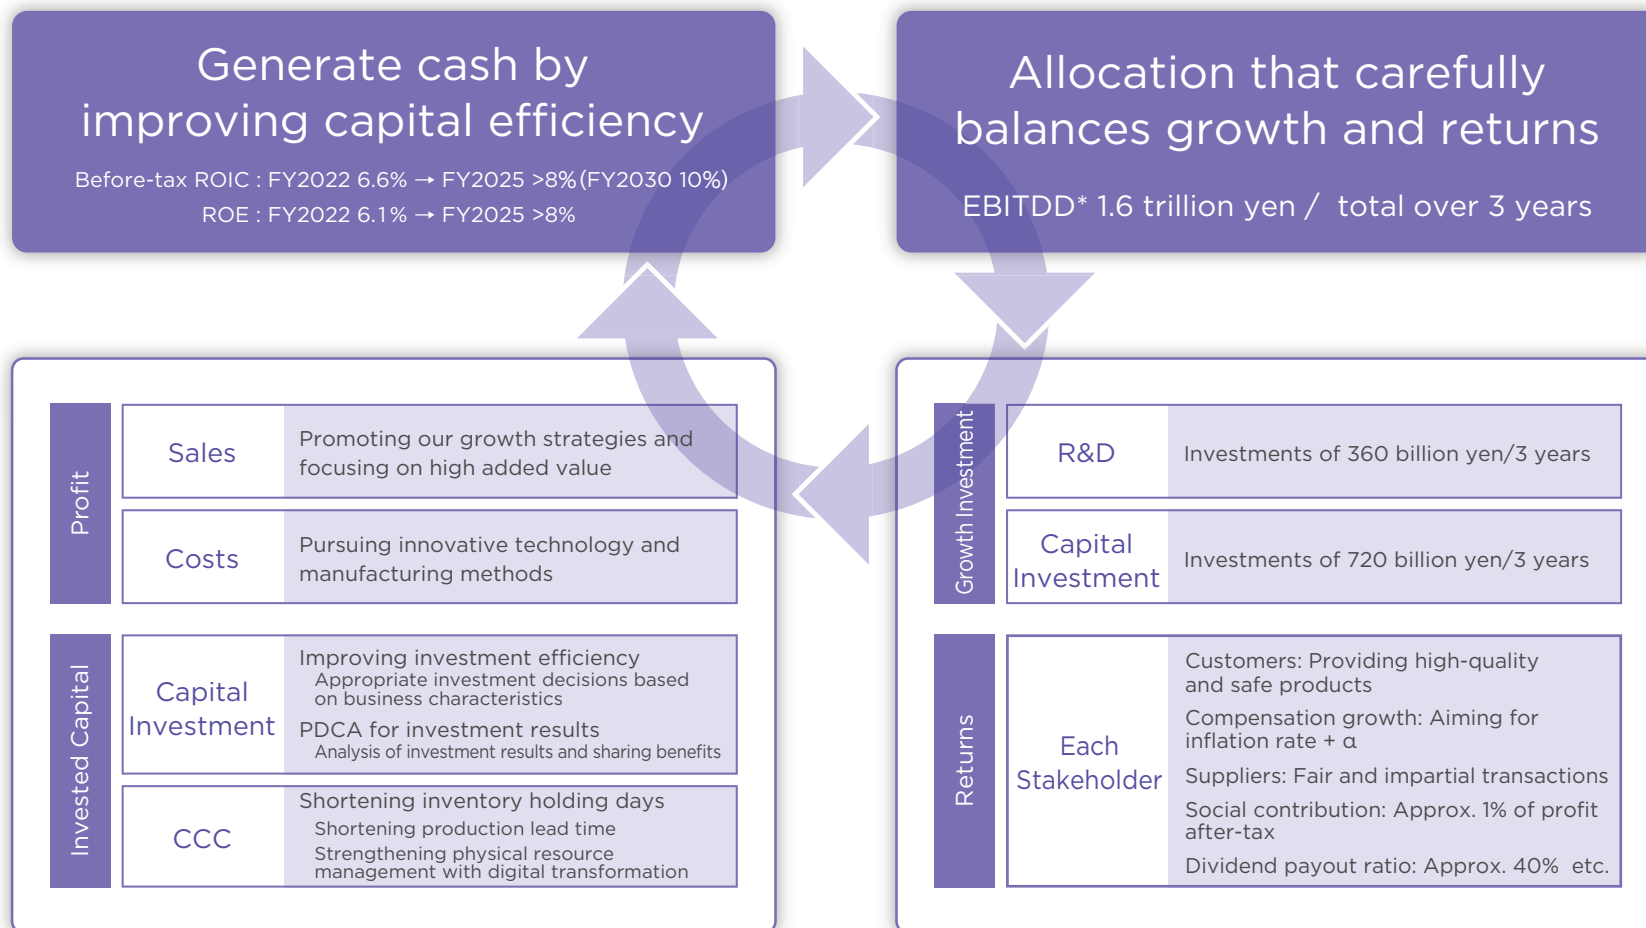 Generate cash by
improving capital efficiency
Before-tax ROIC : FY2022 6.6% → FY2025 >8% (FY2030 10%)
ROE : FY2022 6.1% → FY2025 >8%
Allocation that carefully
balances growth and returns
EBITDD* 1.6 trillion yen / total over 3 years
Profit
Sales
Promoting our growth strategies and
focusing on high added value
Costs
Pursuing innovative technology and
manufacturing methods
Invested Capital
Capital
Investment
Improving investment efficiency
Appropriate investment decisions based
on business characteristics
PDCA for investment results
Analysis of investment results and sharing benefits
CCC
Shortening inventory holding days
Shortening production lead time
Strengthening physical resource
management with digital transformation
Growth Investment
R&D
Investments of 360 billion yen/3 years
Capital
Investment
Investments of 720 billion yen/3 years
Returns
Each
Stakeholder
Customers: Providing high-quality
and safe products
Compensation growth: Aiming for
inflation rate + α
Suppliers: Fair and impartial transactions
Social contribution: Approx. 1% of profit
after-tax
Dividend payout ratio: Approx. 40% etc.